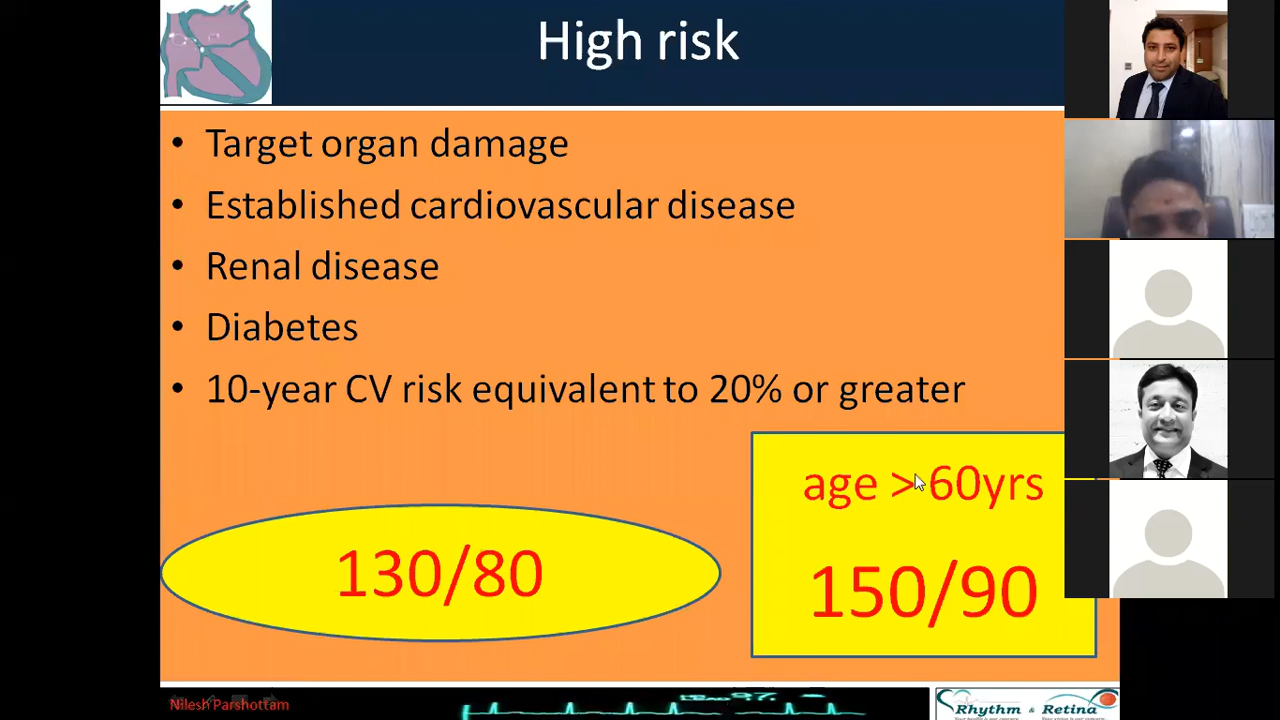 High risk
• Target organ damage
• Established cardiovascular disease
• Renal disease
• Diabetes
• 10-year CV risk equivalent to 20% or greater
age >60yrs
130/80
150/90
Nilesh Parshottam
Rhythm & Retina